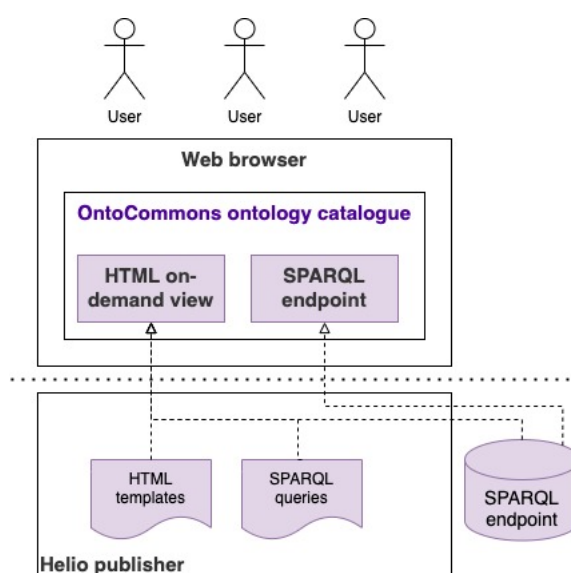 User
User
User
Web browser
OntoCommons ontology catalogue
HTML on-
demand view
SPARQL
endpoint
HTML
templates
SPARQL
queries
SPARQL
endpoint
Helio publisher